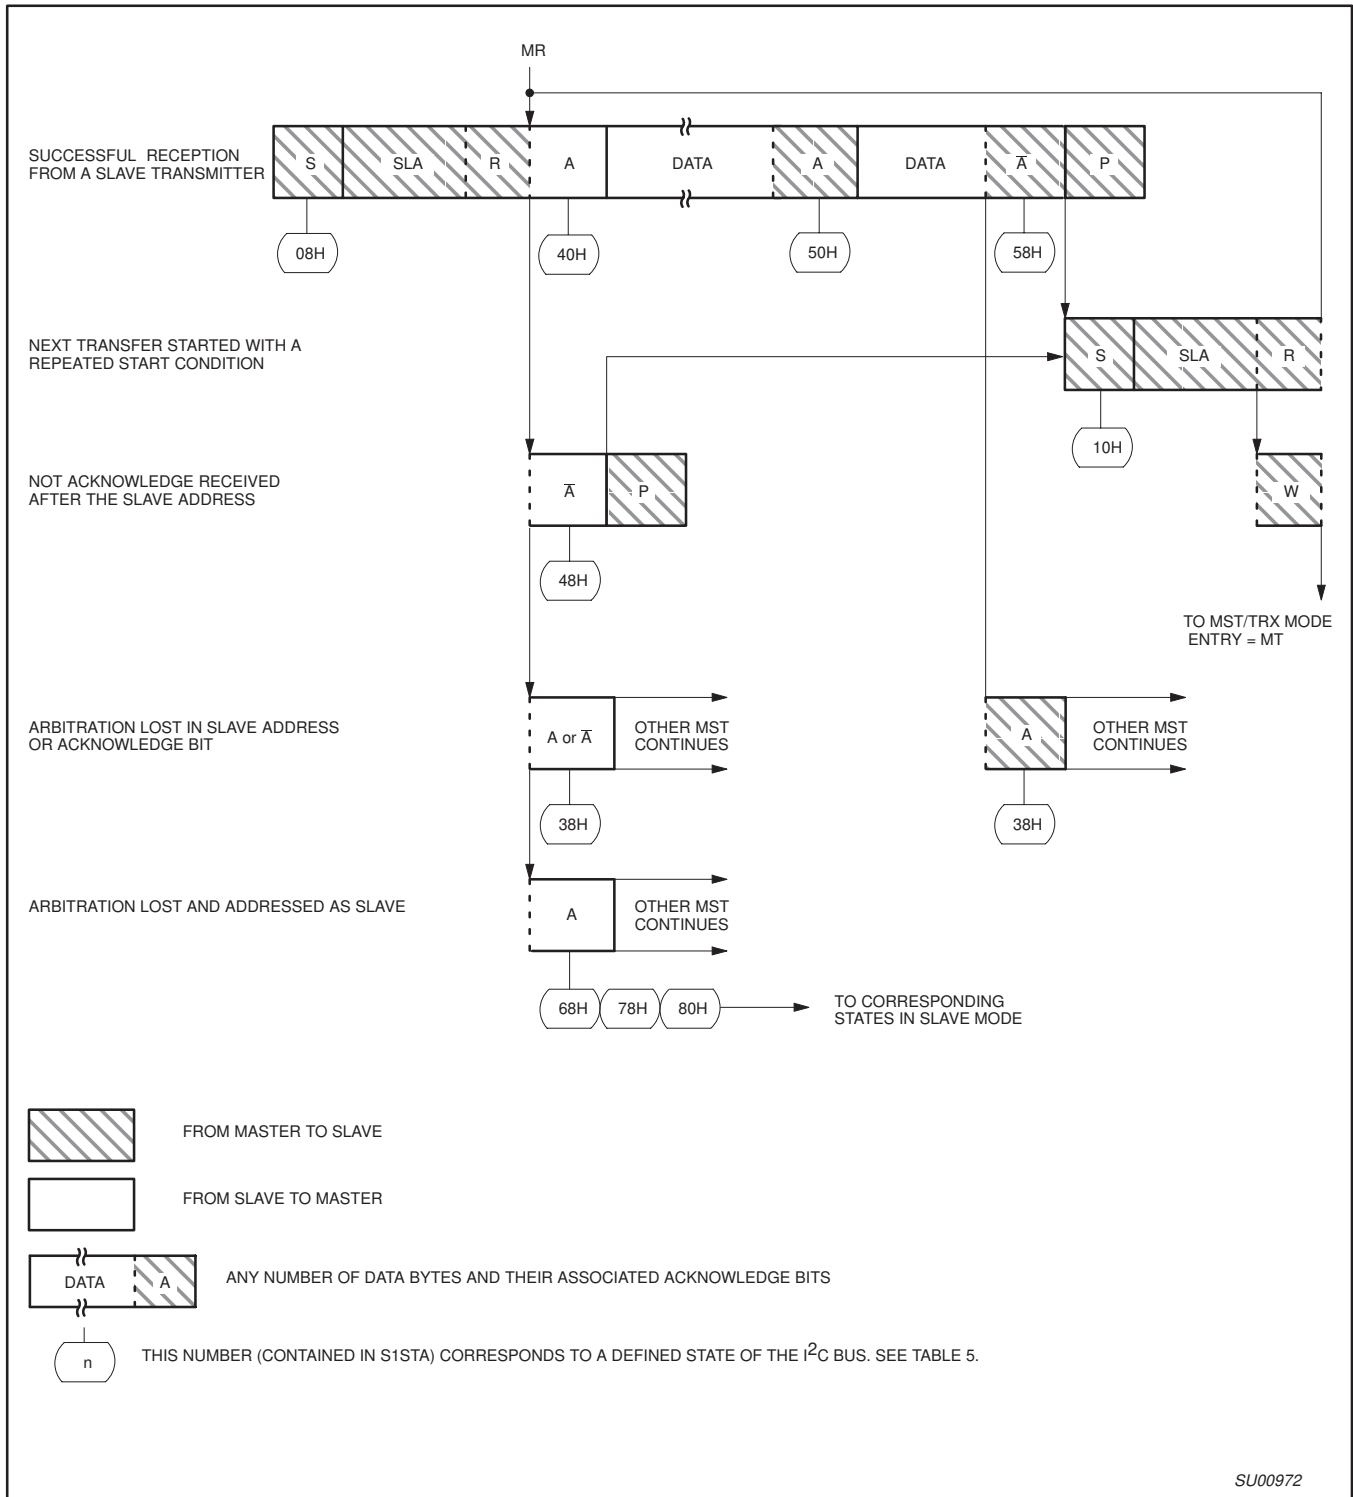 MR
SUCCESSFUL RECEPTION
FROM A SLAVE TRANSMITTER
S SLA R A DATA A DATA A̅ P
08H 40H 50H 58H
NEXT TRANSFER STARTED WITH A
REPEATED START CONDITION
S SLA R
10H
NOT ACKNOWLEDGE RECEIVED
AFTER THE SLAVE ADDRESS
A̅ P
W
48H
TO MST/TRX MODE
ENTRY = MT
ARBITRATION LOST IN SLAVE ADDRESS
OR ACKNOWLEDGE BIT
A or A̅
OTHER MST
CONTINUES
A
OTHER MST
CONTINUES
38H 38H
ARBITRATION LOST AND ADDRESSED AS SLAVE
A
OTHER MST
CONTINUES
68H 78H 80H
TO CORRESPONDING
STATES IN SLAVE MODE
FROM MASTER TO SLAVE
FROM SLAVE TO MASTER
DATA A
ANY NUMBER OF DATA BYTES AND THEIR ASSOCIATED ACKNOWLEDGE BITS
n
THIS NUMBER (CONTAINED IN S1STA) CORRESPONDS TO A DEFINED STATE OF THE I²C BUS. SEE TABLE 5.
SU00972